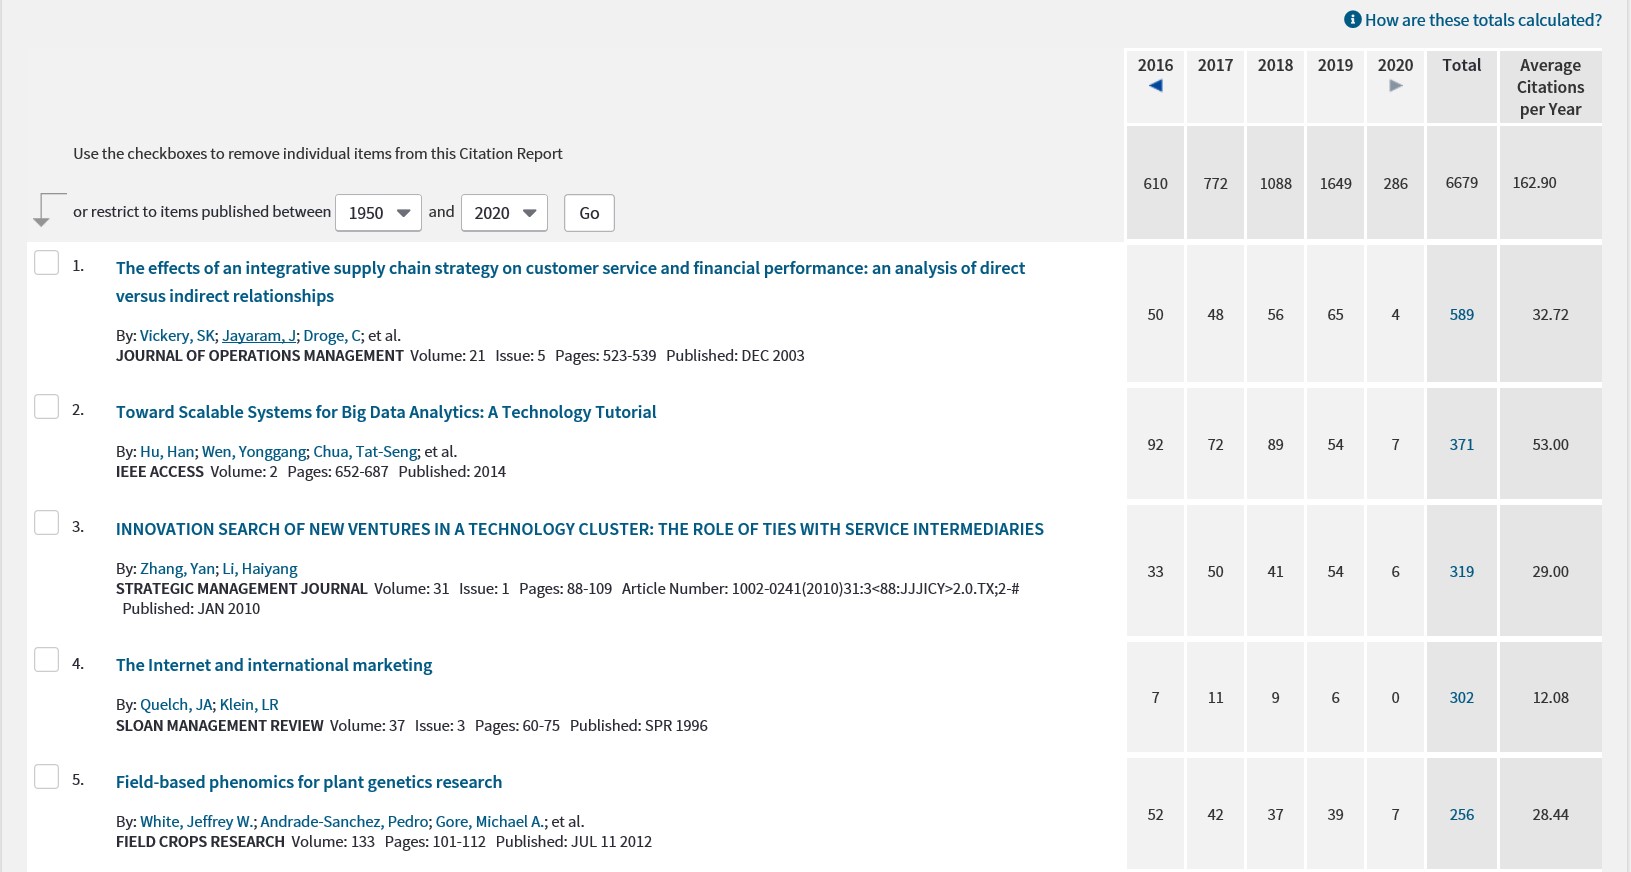 How are these totals calculated?
2016 2017 2018 2019 2020 Total Average
Citations
per Year
Use the checkboxes to remove individual items from this Citation Report
610 772 1088 1649 286 6679 162.90
or restrict to items published between 1950 and 2020 Go
1. The effects of an integrative supply chain strategy on customer service and financial performance: an analysis of direct
versus indirect relationships
50 48 56 65 4 589 32.72
By: Vickery, SK; Jayaram, J; Droge, C; et al.
JOURNAL OF OPERATIONS MANAGEMENT Volume: 21 Issue: 5 Pages: 523-539 Published: DEC 2003
2. Toward Scalable Systems for Big Data Analytics: A Technology Tutorial
92 72 89 54 7 371 53.00
By: Hu, Han; Wen, Yonggang; Chua, Tat-Seng; et al.
IEEE ACCESS Volume: 2 Pages: 652-687 Published: 2014
3. INNOVATION SEARCH OF NEW VENTURES IN A TECHNOLOGY CLUSTER: THE ROLE OF TIES WITH SERVICE INTERMEDIARIES
33 50 41 54 6 319 29.00
By: Zhang, Yan; Li, Haiyang
STRATEGIC MANAGEMENT JOURNAL Volume: 31 Issue: 1 Pages: 88-109 Article Number: 1002-0241(2010)31:3<88:JJJICY>2.0.TX;2-#
Published: JAN 2010
4. The Internet and international marketing
7 11 9 6 0 302 12.08
By: Quelch, JA; Klein, LR
SLOAN MANAGEMENT REVIEW Volume: 37 Issue: 3 Pages: 60-75 Published: SPR 1996
5. Field-based phenomics for plant genetics research
52 42 37 39 7 256 28.44
By: White, Jeffrey W.; Andrade-Sanchez, Pedro; Gore, Michael A.; et al.
FIELD CROPS RESEARCH Volume: 133 Pages: 101-112 Published: JUL 11 2012